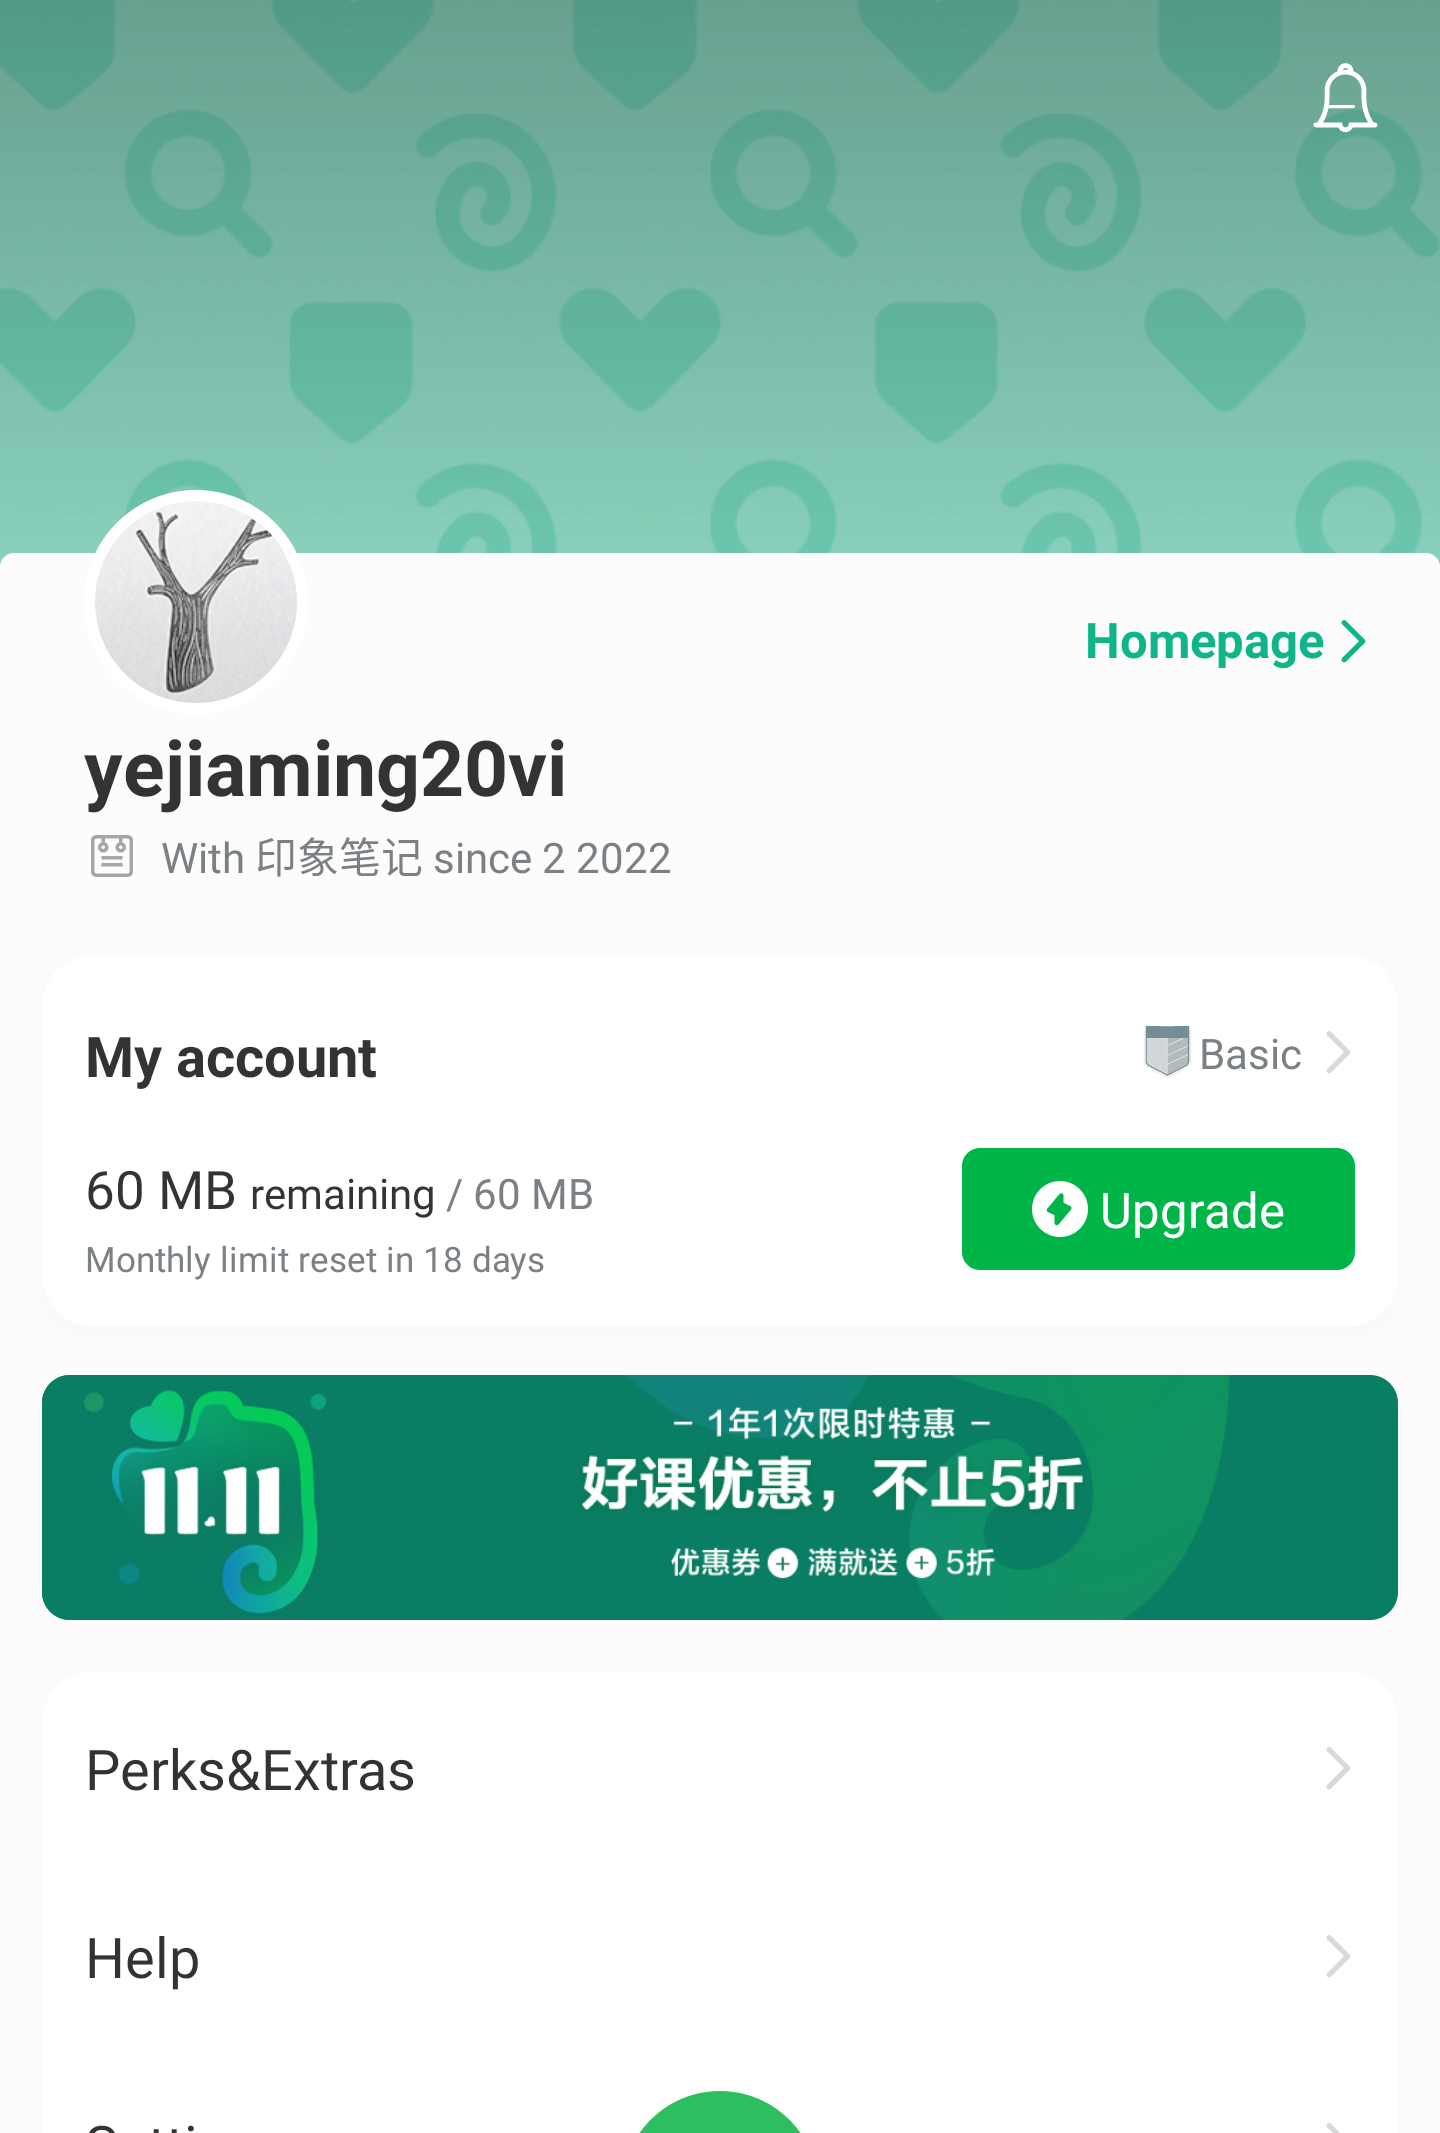 Homepage
yejiaming20vi
With 印象笔记 since 2 2022
My account
Basic
60 MB remaining / 60 MB
Upgrade
Monthly limit reset in 18 days
11.11
– 1年1次限时特惠 –
好课优惠，不止5折
优惠券 + 满就送 + 5折
Perks&Extras
Help